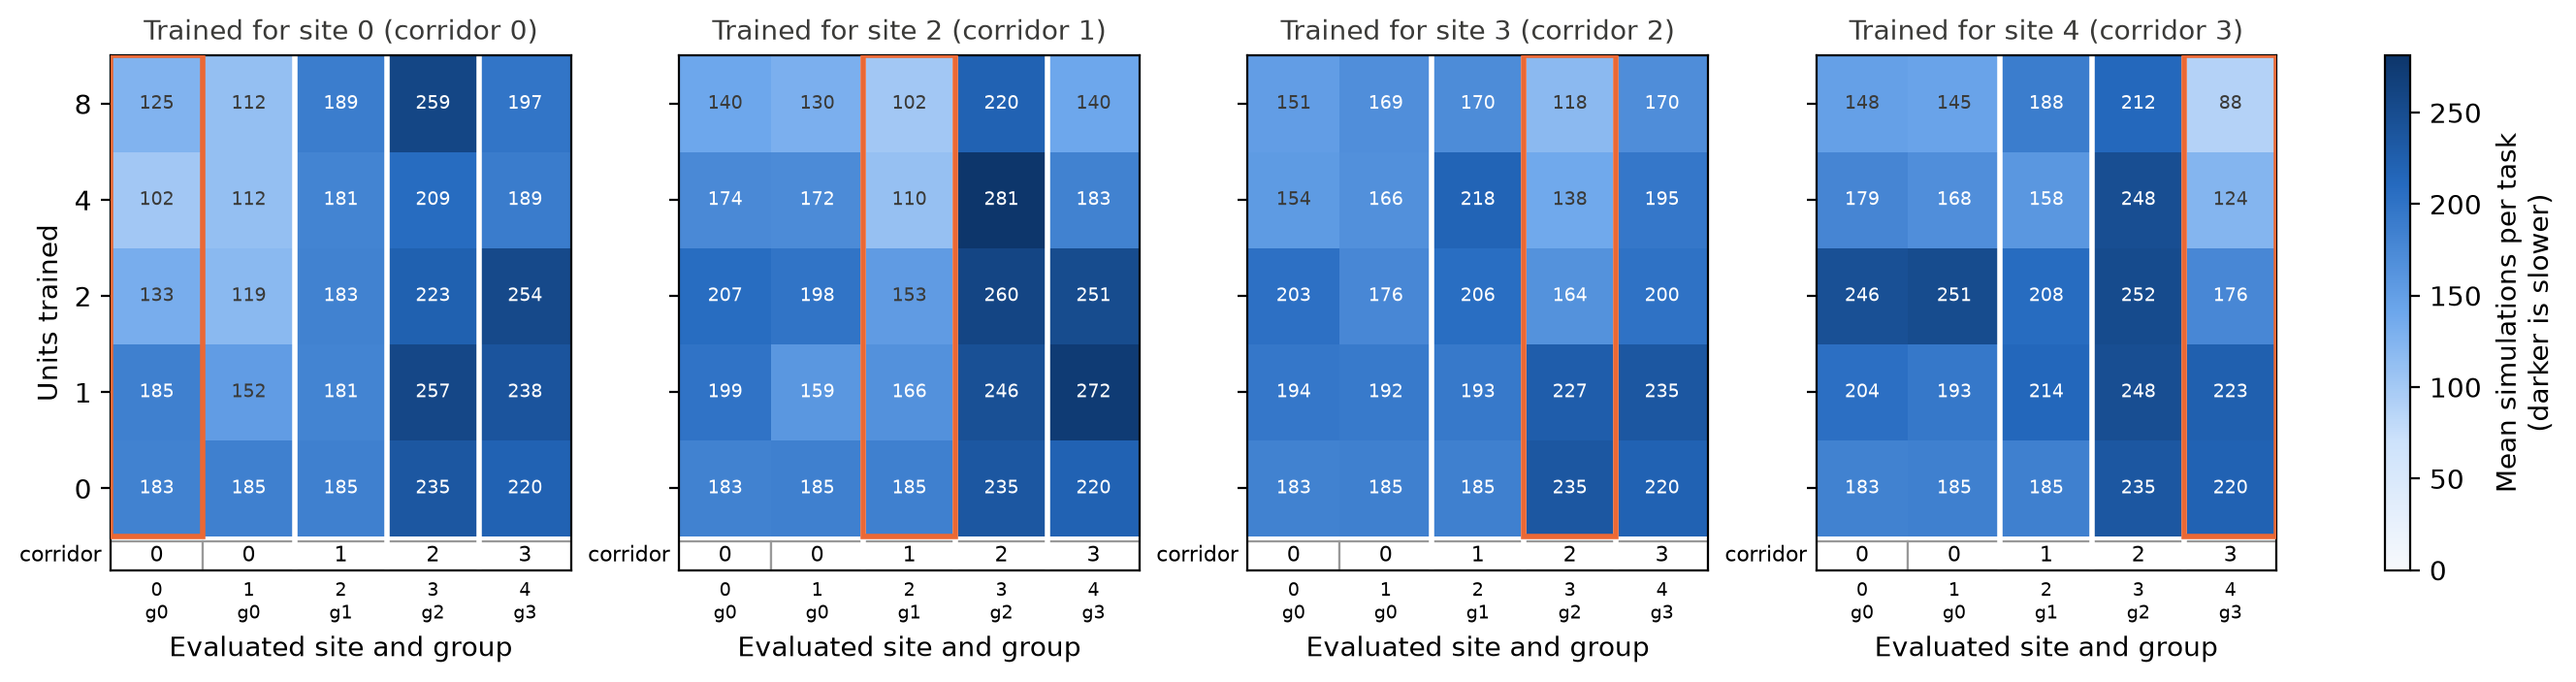 Trained for site 0 (corridor 0) Trained for site 2 (corridor 1) Trained for site 3 (corridor 2) Trained for site 4 (corridor 3)
8 125 112 189 259 197 140 130 102 220 140 151 169 170 118 170 148 145 188 212 88
4 102 112 181 209 189 174 172 110 281 183 154 166 218 138 195 179 168 158 248 124
2 133 119 183 223 254 207 198 153 260 251 203 176 206 164 200 246 251 208 252 176
1 185 152 181 257 238 199 159 166 246 272 194 192 193 227 235 204 193 214 248 223
0 183 185 185 235 220 183 185 185 235 220 183 185 185 235 220 183 185 185 235 220
Units trained
corridor 0 0 1 2 3 corridor 0 0 1 2 3 corridor 0 0 1 2 3 corridor 0 0 1 2 3
0 1 2 3 4 0 1 2 3 4 0 1 2 3 4 0 1 2 3 4
g0 g0 g1 g2 g3 g0 g0 g1 g2 g3 g0 g0 g1 g2 g3 g0 g0 g1 g2 g3
Evaluated site and group Evaluated site and group Evaluated site and group Evaluated site and group
250
200
150
100
50
0
Mean simulations per task
(darker is slower)